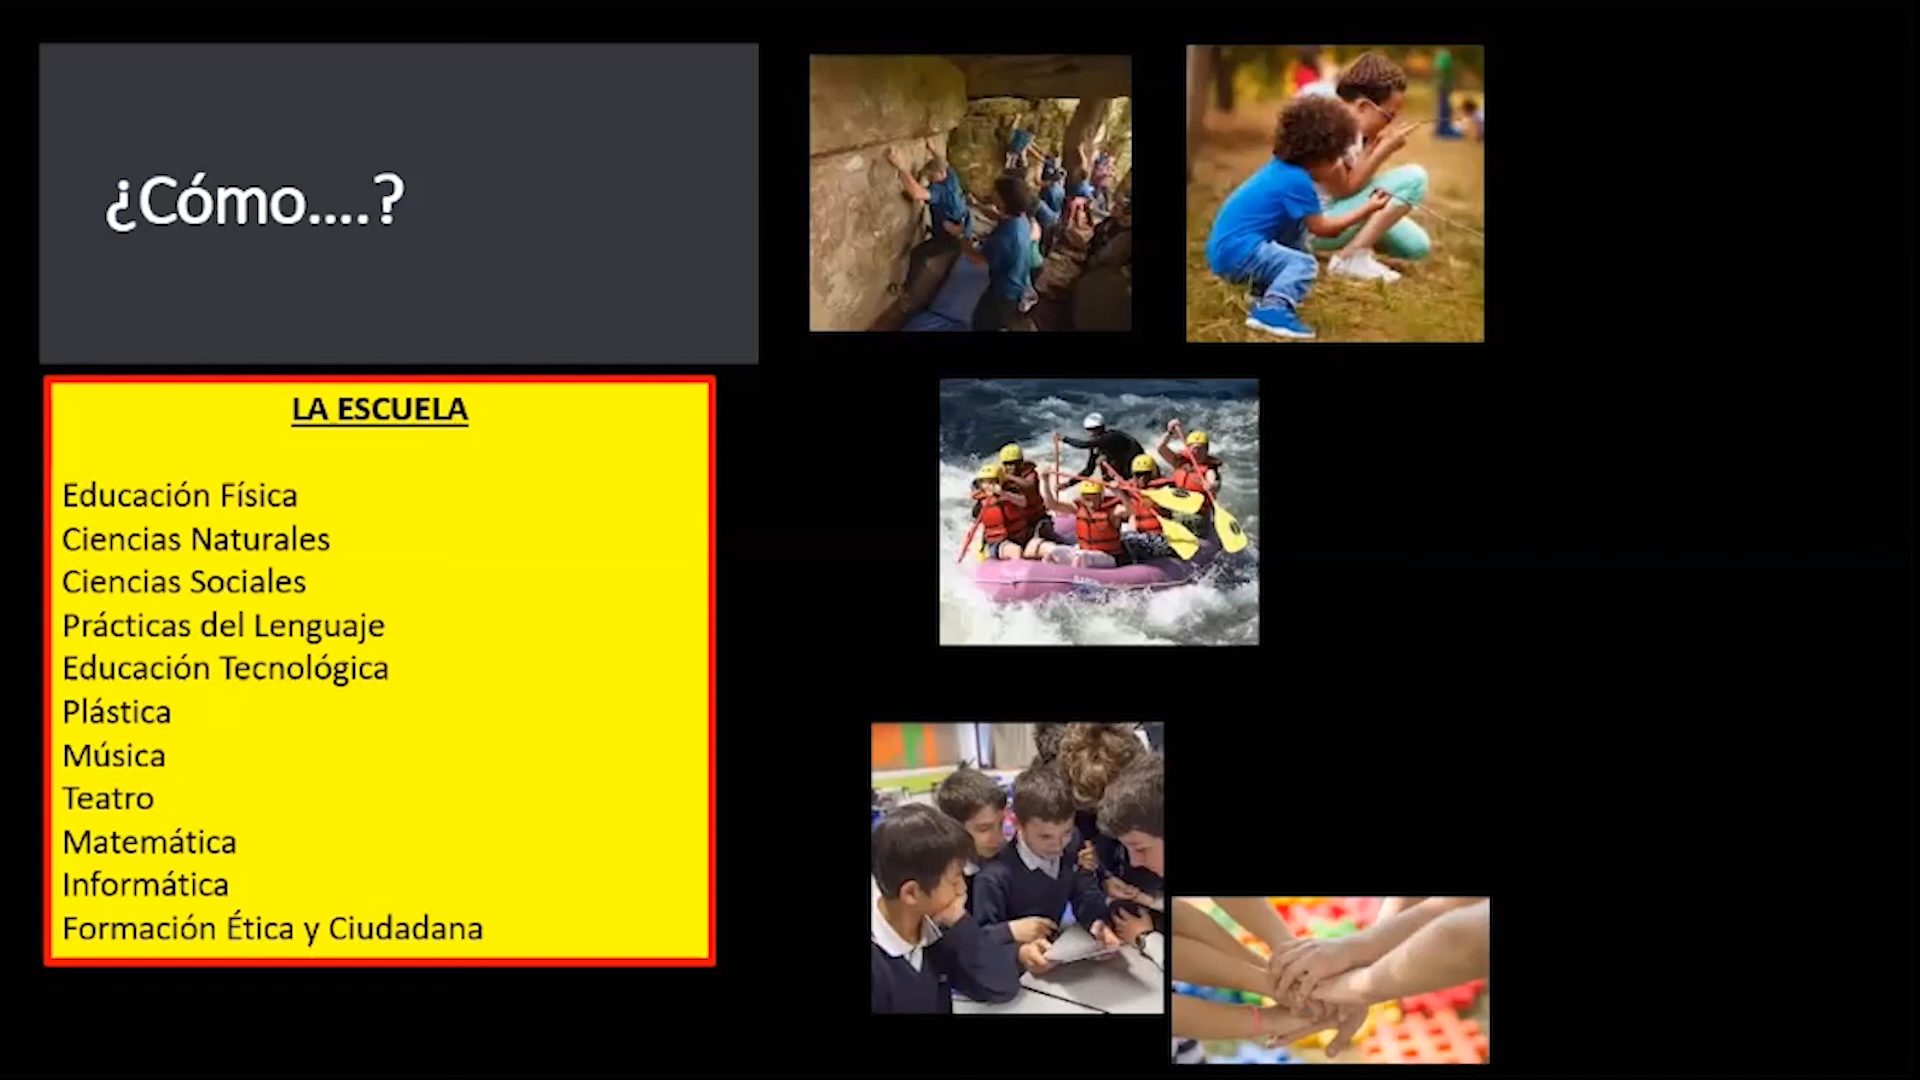 ¿Cómo....?
LA ESCUELA
Educación Física
Ciencias Naturales
Ciencias Sociales
Prácticas del Lenguaje
Educación Tecnológica
Plástica
Música
Teatro
Matemática
Informática
Formación Ética y Ciudadana